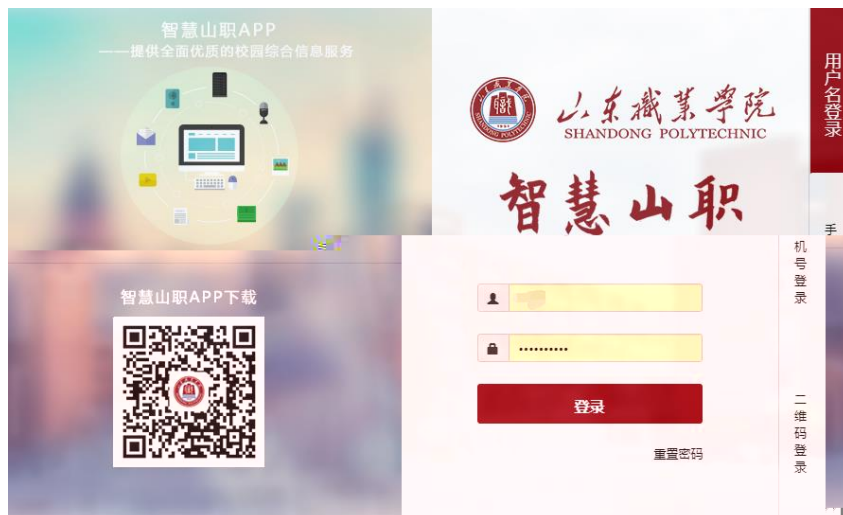 智慧山职APP
——提供全面优质的校园综合信息服务
山东职业学院
SHANDONG POLYTECHNIC
智慧山职
用户名登录
手机号登录
智慧山职APP下载
••••••••••
登录
重置密码
二维码登录